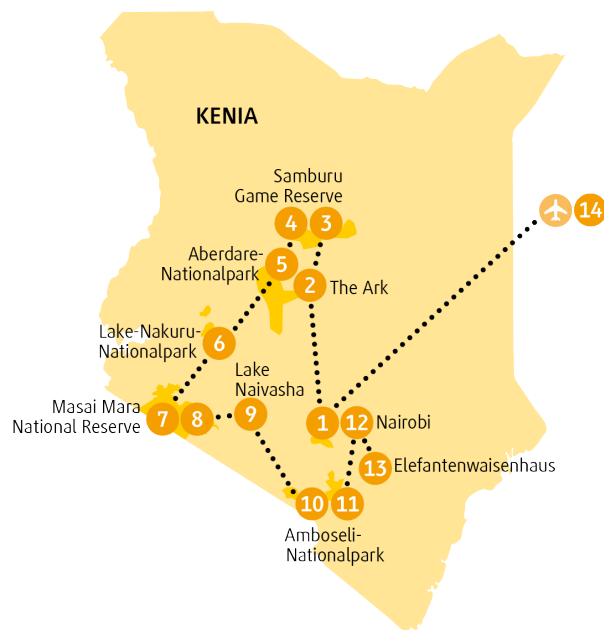 KENIA
Samburu
Game Reserve
4 3
14
Aberdare-
Nationalpark
5
2 The Ark
Lake-Nakuru-
Nationalpark
6
Lake
Naivasha
Masai Mara
National Reserve
7 8
9
1 12 Nairobi
13 Elefantenwaisenhaus
10 11
Amboseli-
Nationalpark